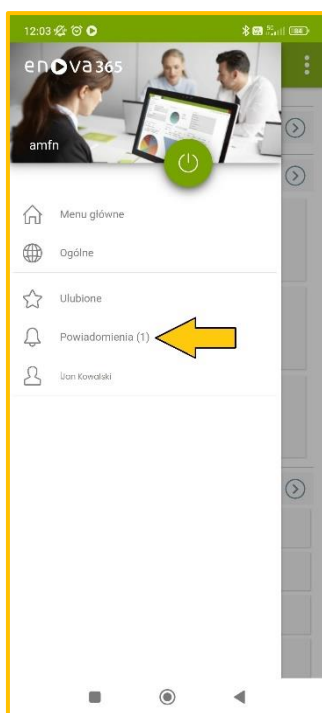 12:03
enova365
amfn
Menu główne
Ogólne
Ulubione
Powiadomienia (1)
Jan Kowalski